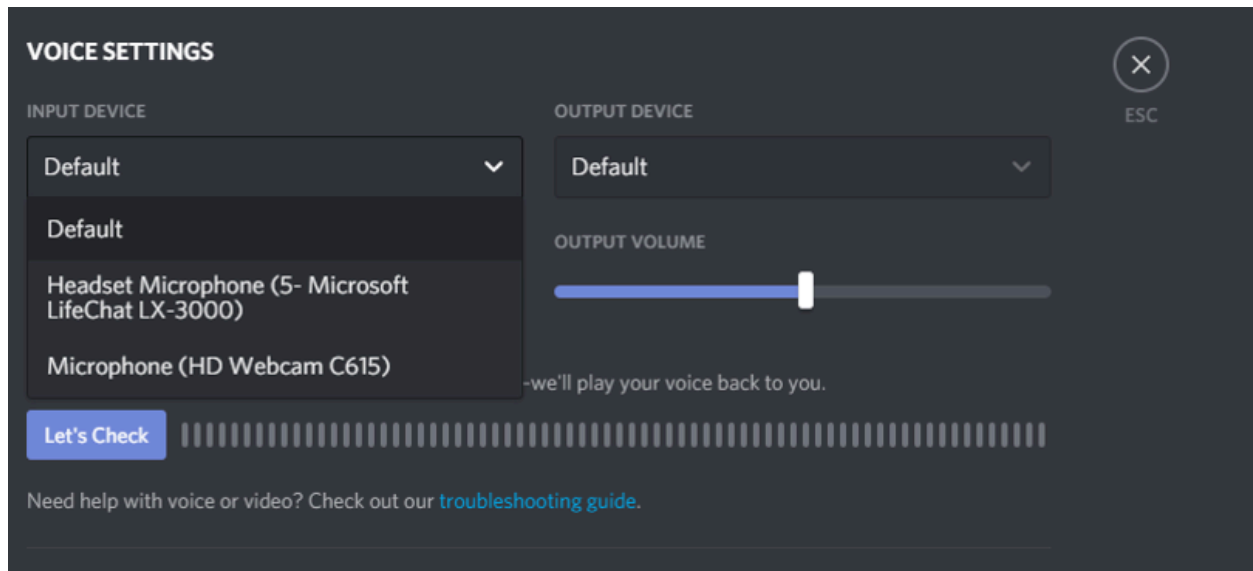 VOICE SETTINGS
ESC
INPUT DEVICE
Default
Default
Headset Microphone (5- Microsoft
LifeChat LX-3000)
Microphone (HD Webcam C615)
OUTPUT DEVICE
Default
OUTPUT VOLUME
-we'll play your voice back to you.
Let's Check
Need help with voice or video? Check out our troubleshooting guide.